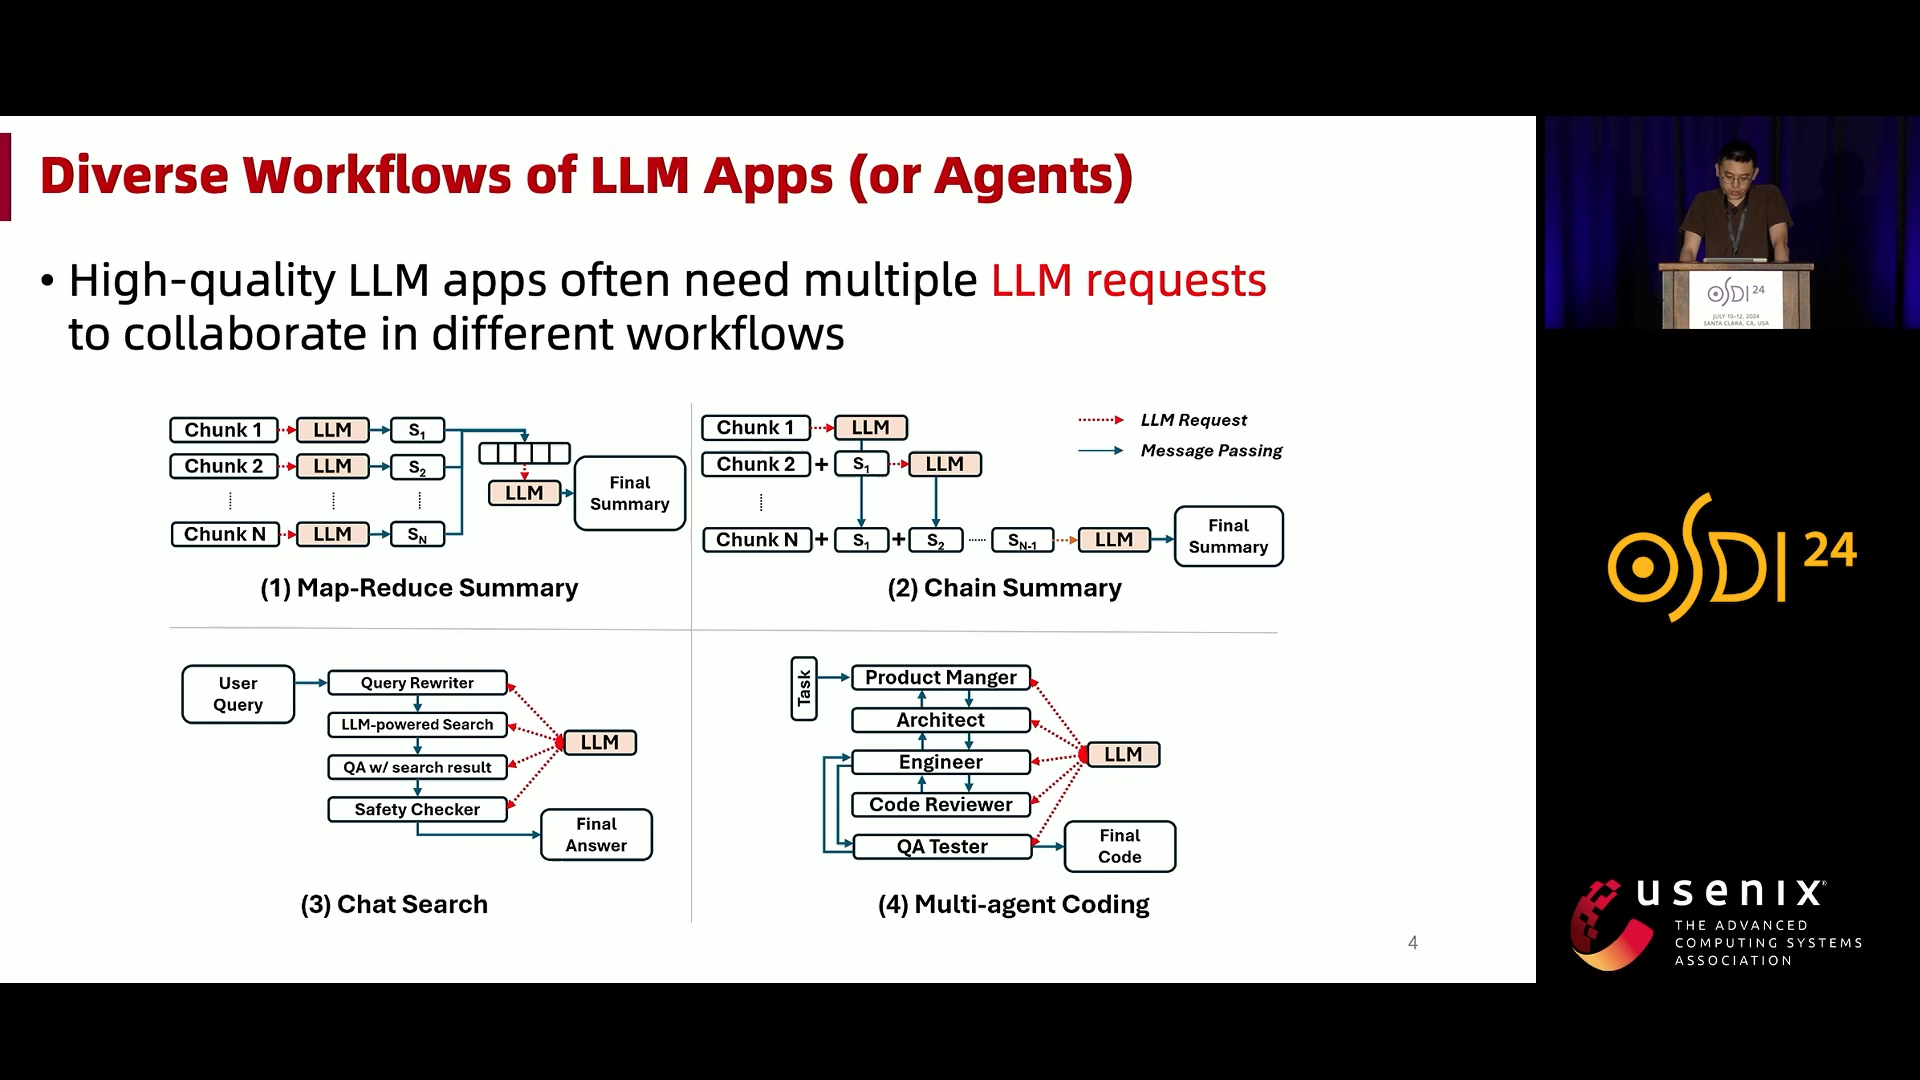 Diverse Workflows of LLM Apps (or Agents)
• High-quality LLM apps often need multiple LLM requests
to collaborate in different workflows
Chunk 1 LLM S1
Chunk 2 LLM S2
Chunk N LLM SN
LLM
Final
Summary
(1) Map-Reduce Summary
Chunk 1 LLM
Chunk 2 + S1 LLM
Chunk N + S1 + S2 ...... SN-1 LLM
Final
Summary
LLM Request
Message Passing
(2) Chain Summary
User
Query
Query Rewriter
LLM-powered Search
QA w/ search result
Safety Checker
LLM
Final
Answer
(3) Chat Search
Task
Product Manger
Architect
Engineer
Code Reviewer
QA Tester
LLM
Final
Code
(4) Multi-agent Coding
4
OSDI 24
JULY 10–12, 2024
SANTA CLARA, CA, USA
OSDI 24
usenix®
THE ADVANCED
COMPUTING SYSTEMS
ASSOCIATION